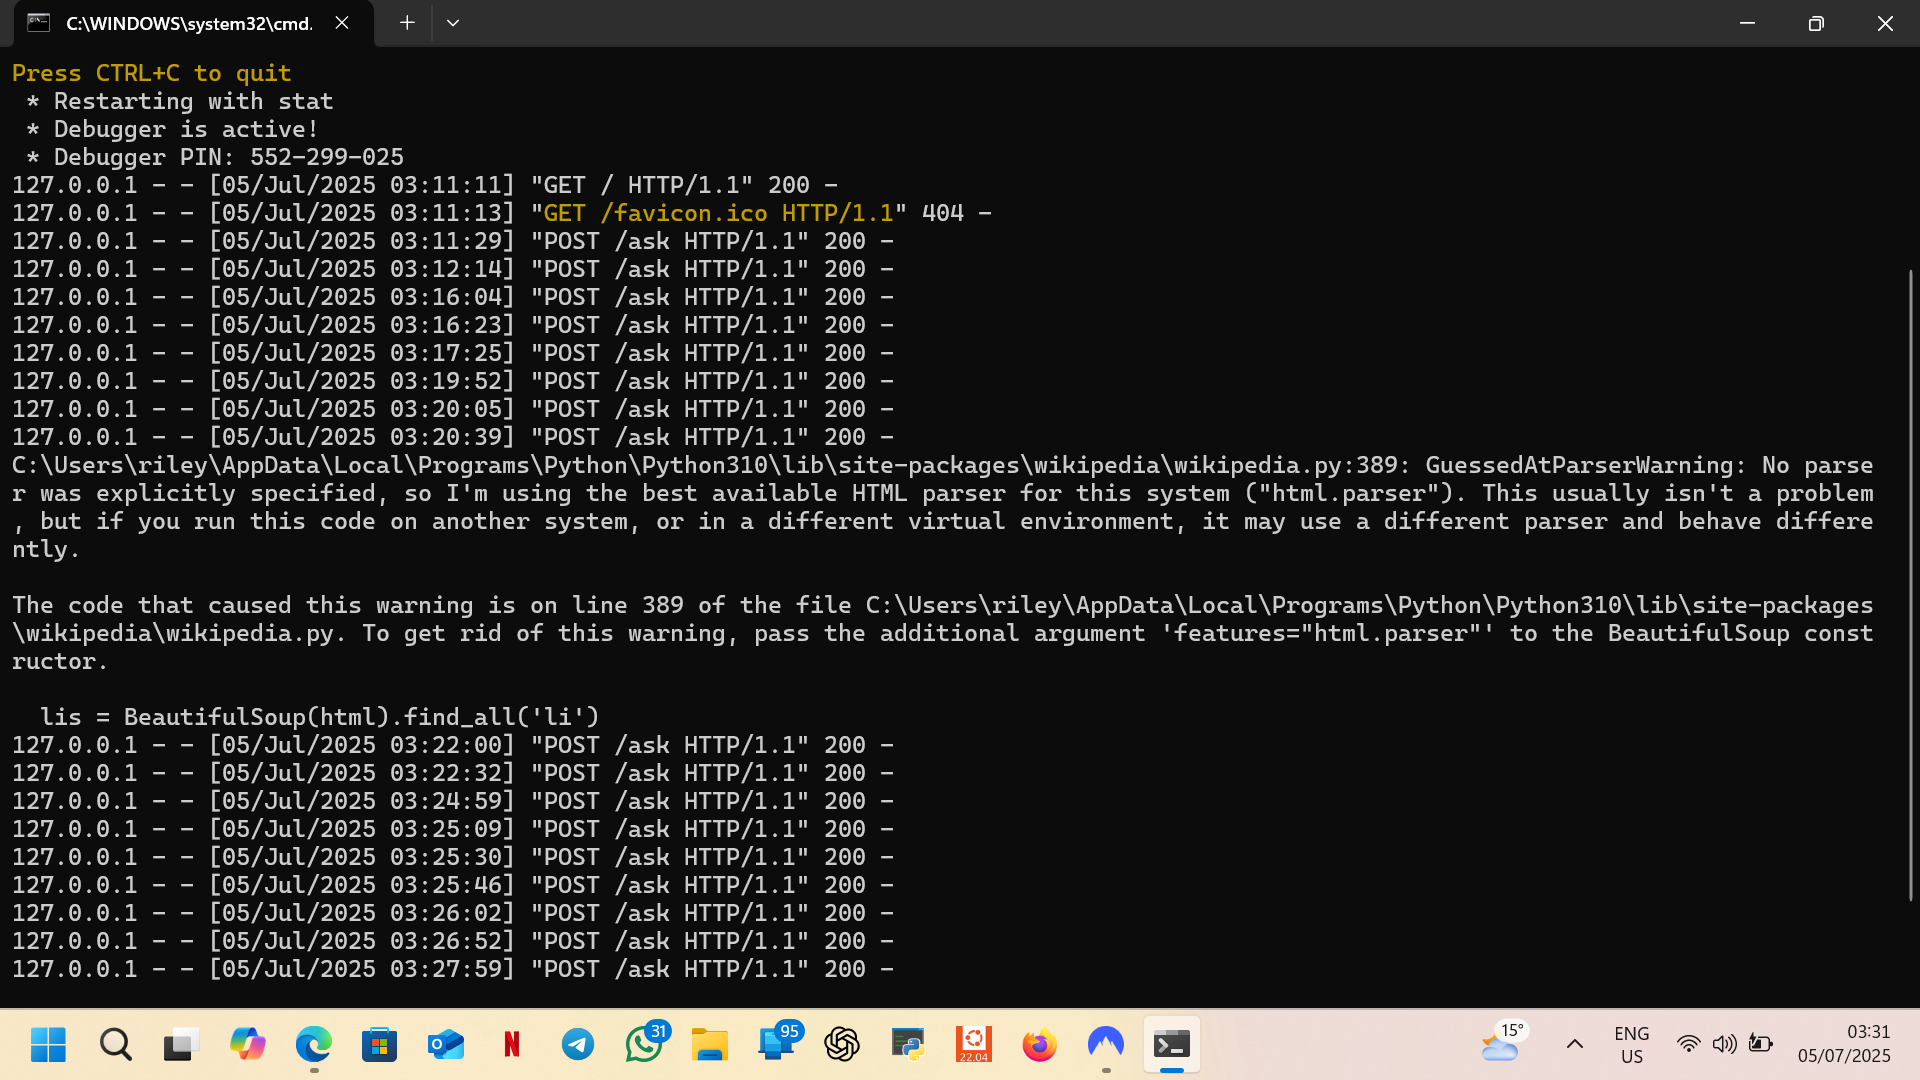 C:\WINDOWS\system32\cmd.
Press CTRL+C to quit
 * Restarting with stat
 * Debugger is active!
 * Debugger PIN: 552-299-025
127.0.0.1 - - [05/Jul/2025 03:11:11] "GET / HTTP/1.1" 200 -
127.0.0.1 - - [05/Jul/2025 03:11:13] "GET /favicon.ico HTTP/1.1" 404 -
127.0.0.1 - - [05/Jul/2025 03:11:29] "POST /ask HTTP/1.1" 200 -
127.0.0.1 - - [05/Jul/2025 03:12:14] "POST /ask HTTP/1.1" 200 -
127.0.0.1 - - [05/Jul/2025 03:16:04] "POST /ask HTTP/1.1" 200 -
127.0.0.1 - - [05/Jul/2025 03:16:23] "POST /ask HTTP/1.1" 200 -
127.0.0.1 - - [05/Jul/2025 03:17:25] "POST /ask HTTP/1.1" 200 -
127.0.0.1 - - [05/Jul/2025 03:19:52] "POST /ask HTTP/1.1" 200 -
127.0.0.1 - - [05/Jul/2025 03:20:05] "POST /ask HTTP/1.1" 200 -
127.0.0.1 - - [05/Jul/2025 03:20:39] "POST /ask HTTP/1.1" 200 -
C:\Users\riley\AppData\Local\Programs\Python\Python310\lib\site-packages\wikipedia\wikipedia.py:389: GuessedAtParserWarning: No parse
r was explicitly specified, so I'm using the best available HTML parser for this system ("html.parser"). This usually isn't a problem
, but if you run this code on another system, or in a different virtual environment, it may use a different parser and behave differe
ntly.
The code that caused this warning is on line 389 of the file C:\Users\riley\AppData\Local\Programs\Python\Python310\lib\site-packages
\wikipedia\wikipedia.py. To get rid of this warning, pass the additional argument 'features="html.parser"' to the BeautifulSoup const
ructor.
  lis = BeautifulSoup(html).find_all('li')
127.0.0.1 - - [05/Jul/2025 03:22:00] "POST /ask HTTP/1.1" 200 -
127.0.0.1 - - [05/Jul/2025 03:22:32] "POST /ask HTTP/1.1" 200 -
127.0.0.1 - - [05/Jul/2025 03:24:59] "POST /ask HTTP/1.1" 200 -
127.0.0.1 - - [05/Jul/2025 03:25:09] "POST /ask HTTP/1.1" 200 -
127.0.0.1 - - [05/Jul/2025 03:25:30] "POST /ask HTTP/1.1" 200 -
127.0.0.1 - - [05/Jul/2025 03:25:46] "POST /ask HTTP/1.1" 200 -
127.0.0.1 - - [05/Jul/2025 03:26:02] "POST /ask HTTP/1.1" 200 -
127.0.0.1 - - [05/Jul/2025 03:26:52] "POST /ask HTTP/1.1" 200 -
127.0.0.1 - - [05/Jul/2025 03:27:59] "POST /ask HTTP/1.1" 200 -
31
95
22.04
15°
ENG
US
03:31
05/07/2025